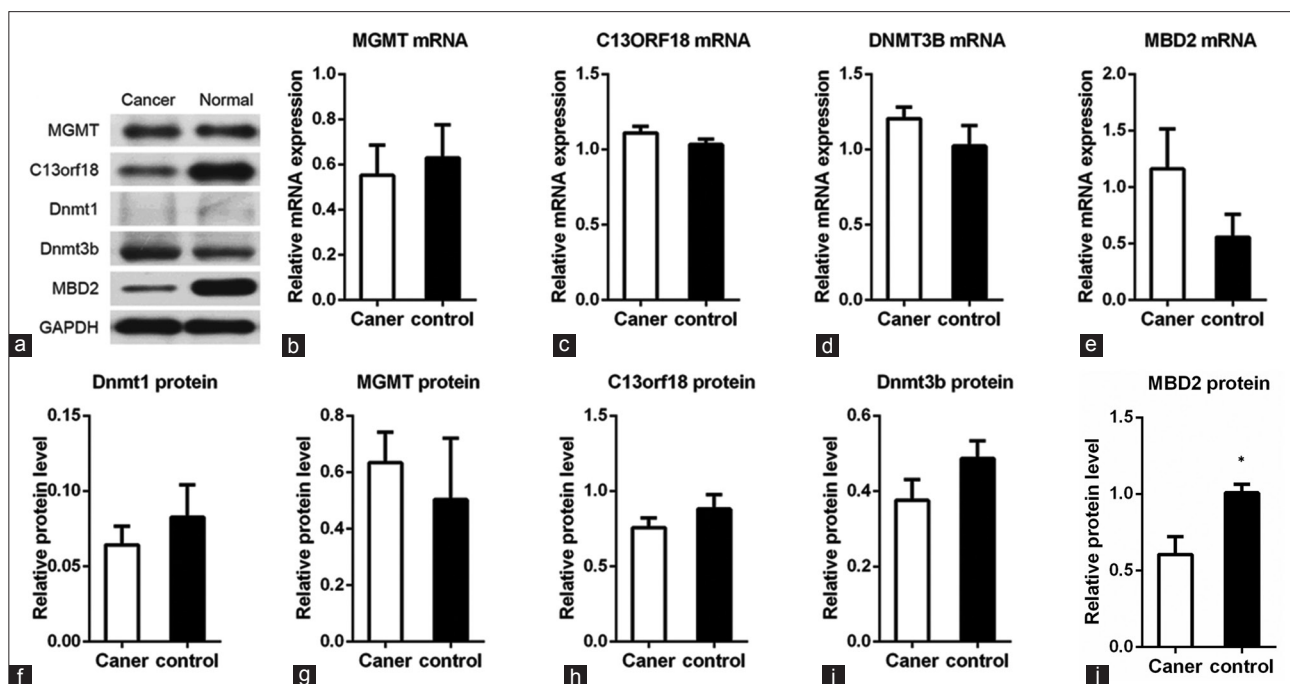 Cancer Normal
MGMT
C13orf18
Dnmt1
Dnmt3b
MBD2
GAPDH
a
MGMT mRNA
Relative mRNA expression
1.0
0.8
0.6
0.4
0.2
0.0
Caner control
b
C13ORF18 mRNA
Relative mRNA expression
1.5
1.0
0.5
0.0
Caner control
c
DNMT3B mRNA
Relative mRNA expression
1.5
1.0
0.5
0.0
Caner control
d
MBD2 mRNA
Relative mRNA expression
2.0
1.5
1.0
0.5
0.0
Caner control
e
Dnmt1 protein
Relative protein level
0.15
0.10
0.05
0.00
Caner control
f
MGMT protein
Relative protein level
0.8
0.6
0.4
0.2
0.0
Caner control
g
C13orf18 protein
Relative protein level
1.5
1.0
0.5
0.0
Caner control
h
Dnmt3b protein
Relative protein level
0.6
0.4
0.2
0.0
Caner control
i
MBD2 protein
Relative protein level
1.5
1.0
0.5
0.0
*
Caner control
j